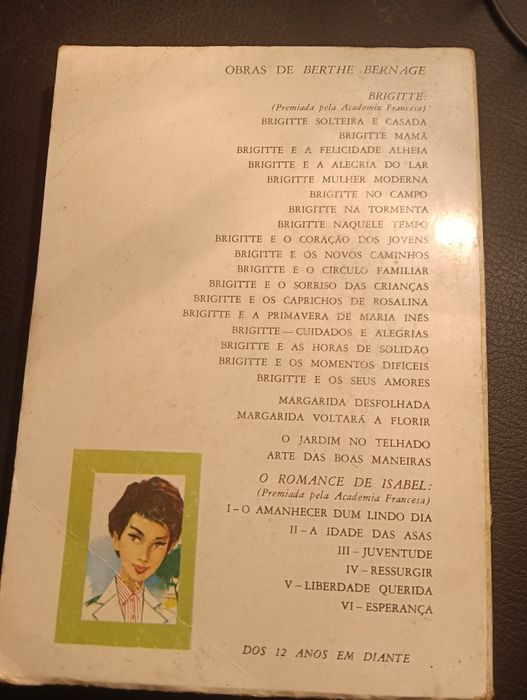 OBRAS DE BERTHE BERNAGE
BRIGITTE:
(Premiada pela Academia Francesa)
BRIGITTE SOLTEIRA E CASADA
BRIGITTE MAMÃ
BRIGITTE E A FELICIDADE ALHEIA
BRIGITTE E A ALEGRIA DO LAR
BRIGITTE MULHER MODERNA
BRIGITTE NO CAMPO
BRIGITTE NA TORMENTA
BRIGITTE NAQUELE TEMPO
BRIGITTE E O CORAÇÃO DOS JOVENS
BRIGITTE E OS NOVOS CAMINHOS
BRIGITTE E O CÍRCULO FAMILIAR
BRIGITTE E O SORRISO DAS CRIANÇAS
BRIGITTE E OS CAPRICHOS DE ROSALINA
BRIGITTE E A PRIMAVERA DE MARIA INÊS
BRIGITTE — CUIDADOS E ALEGRIAS
BRIGITTE E AS HORAS DE SOLIDÃO
BRIGITTE E OS MOMENTOS DIFÍCEIS
BRIGITTE E OS SEUS AMORES
MARGARIDA DESFOLHADA
MARGARIDA VOLTARÁ A FLORIR
O JARDIM NO TELHADO
ARTE DAS BOAS MANEIRAS
O ROMANCE DE ISABEL:
(Premiada pela Academia Francesa)
I – O AMANHECER DUM LINDO DIA
II – A IDADE DAS ASAS
III – JUVENTUDE
IV – RESSURGIR
V – LIBERDADE QUERIDA
VI – ESPERANÇA
DOS 12 ANOS EM DIANTE